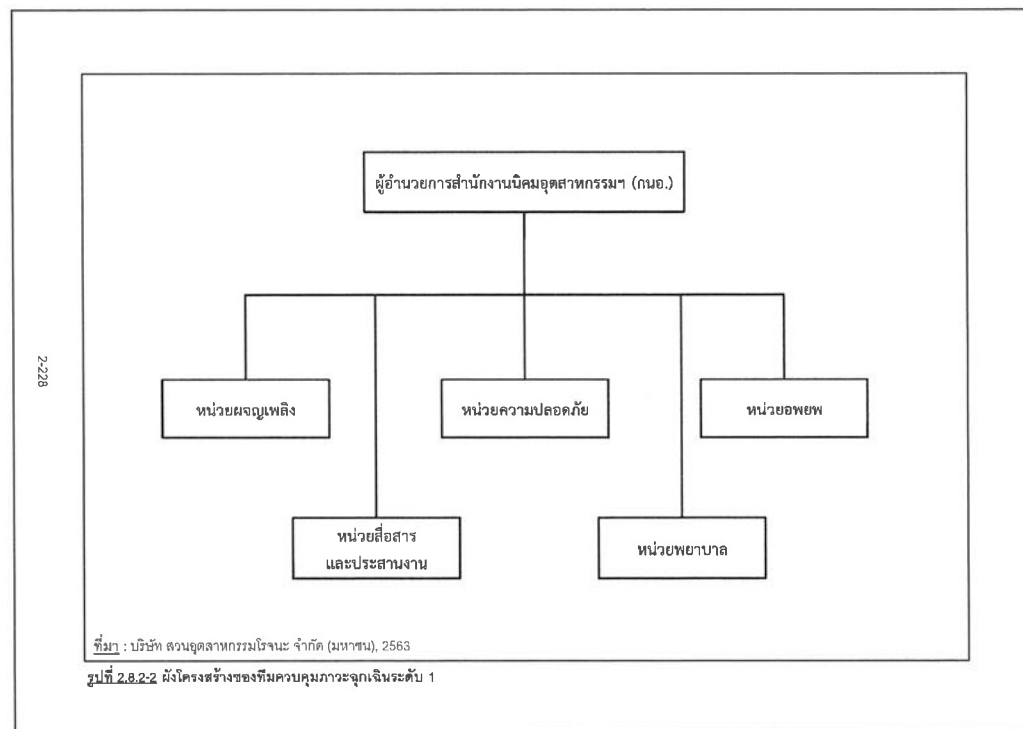 ผู้อำนวยการสำนักงานนิคมอุตสาหกรรมฯ (กนอ.)
หน่วยผจญเพลิง
หน่วยความปลอดภัย
หน่วยอพยพ
หน่วยสื่อสาร
และประสานงาน
หน่วยพยาบาล
2-228
ที่มา : บริษัท สวนอุตสาหกรรมโรจนะ จำกัด (มหาชน), 2563
รูปที่ 2.8.2-2 ผังโครงสร้างของทีมควบคุมภาวะฉุกเฉินระดับ 1